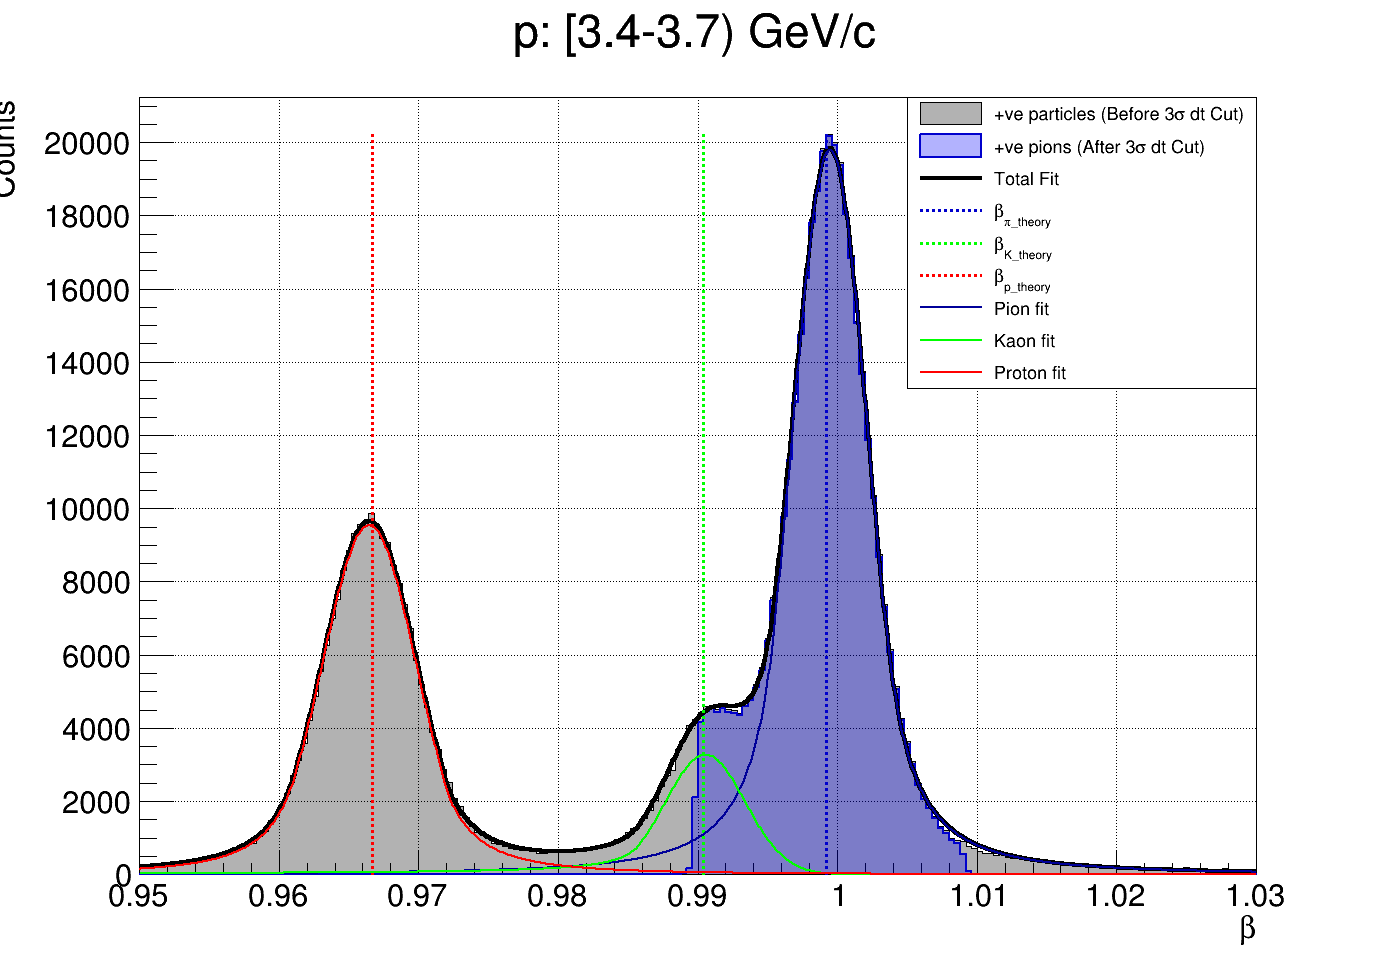 p: [3.4-3.7) GeV/c
Counts
20000
18000
16000
14000
12000
10000
8000
6000
4000
2000
0
+ve particles (Before 3σ dt Cut)
+ve pions (After 3σ dt Cut)
Total Fit
βπ_theory
βK_theory
βp_theory
Pion fit
Kaon fit
Proton fit
0.95 0.96 0.97 0.98 0.99 1 1.01 1.02 1.03
β